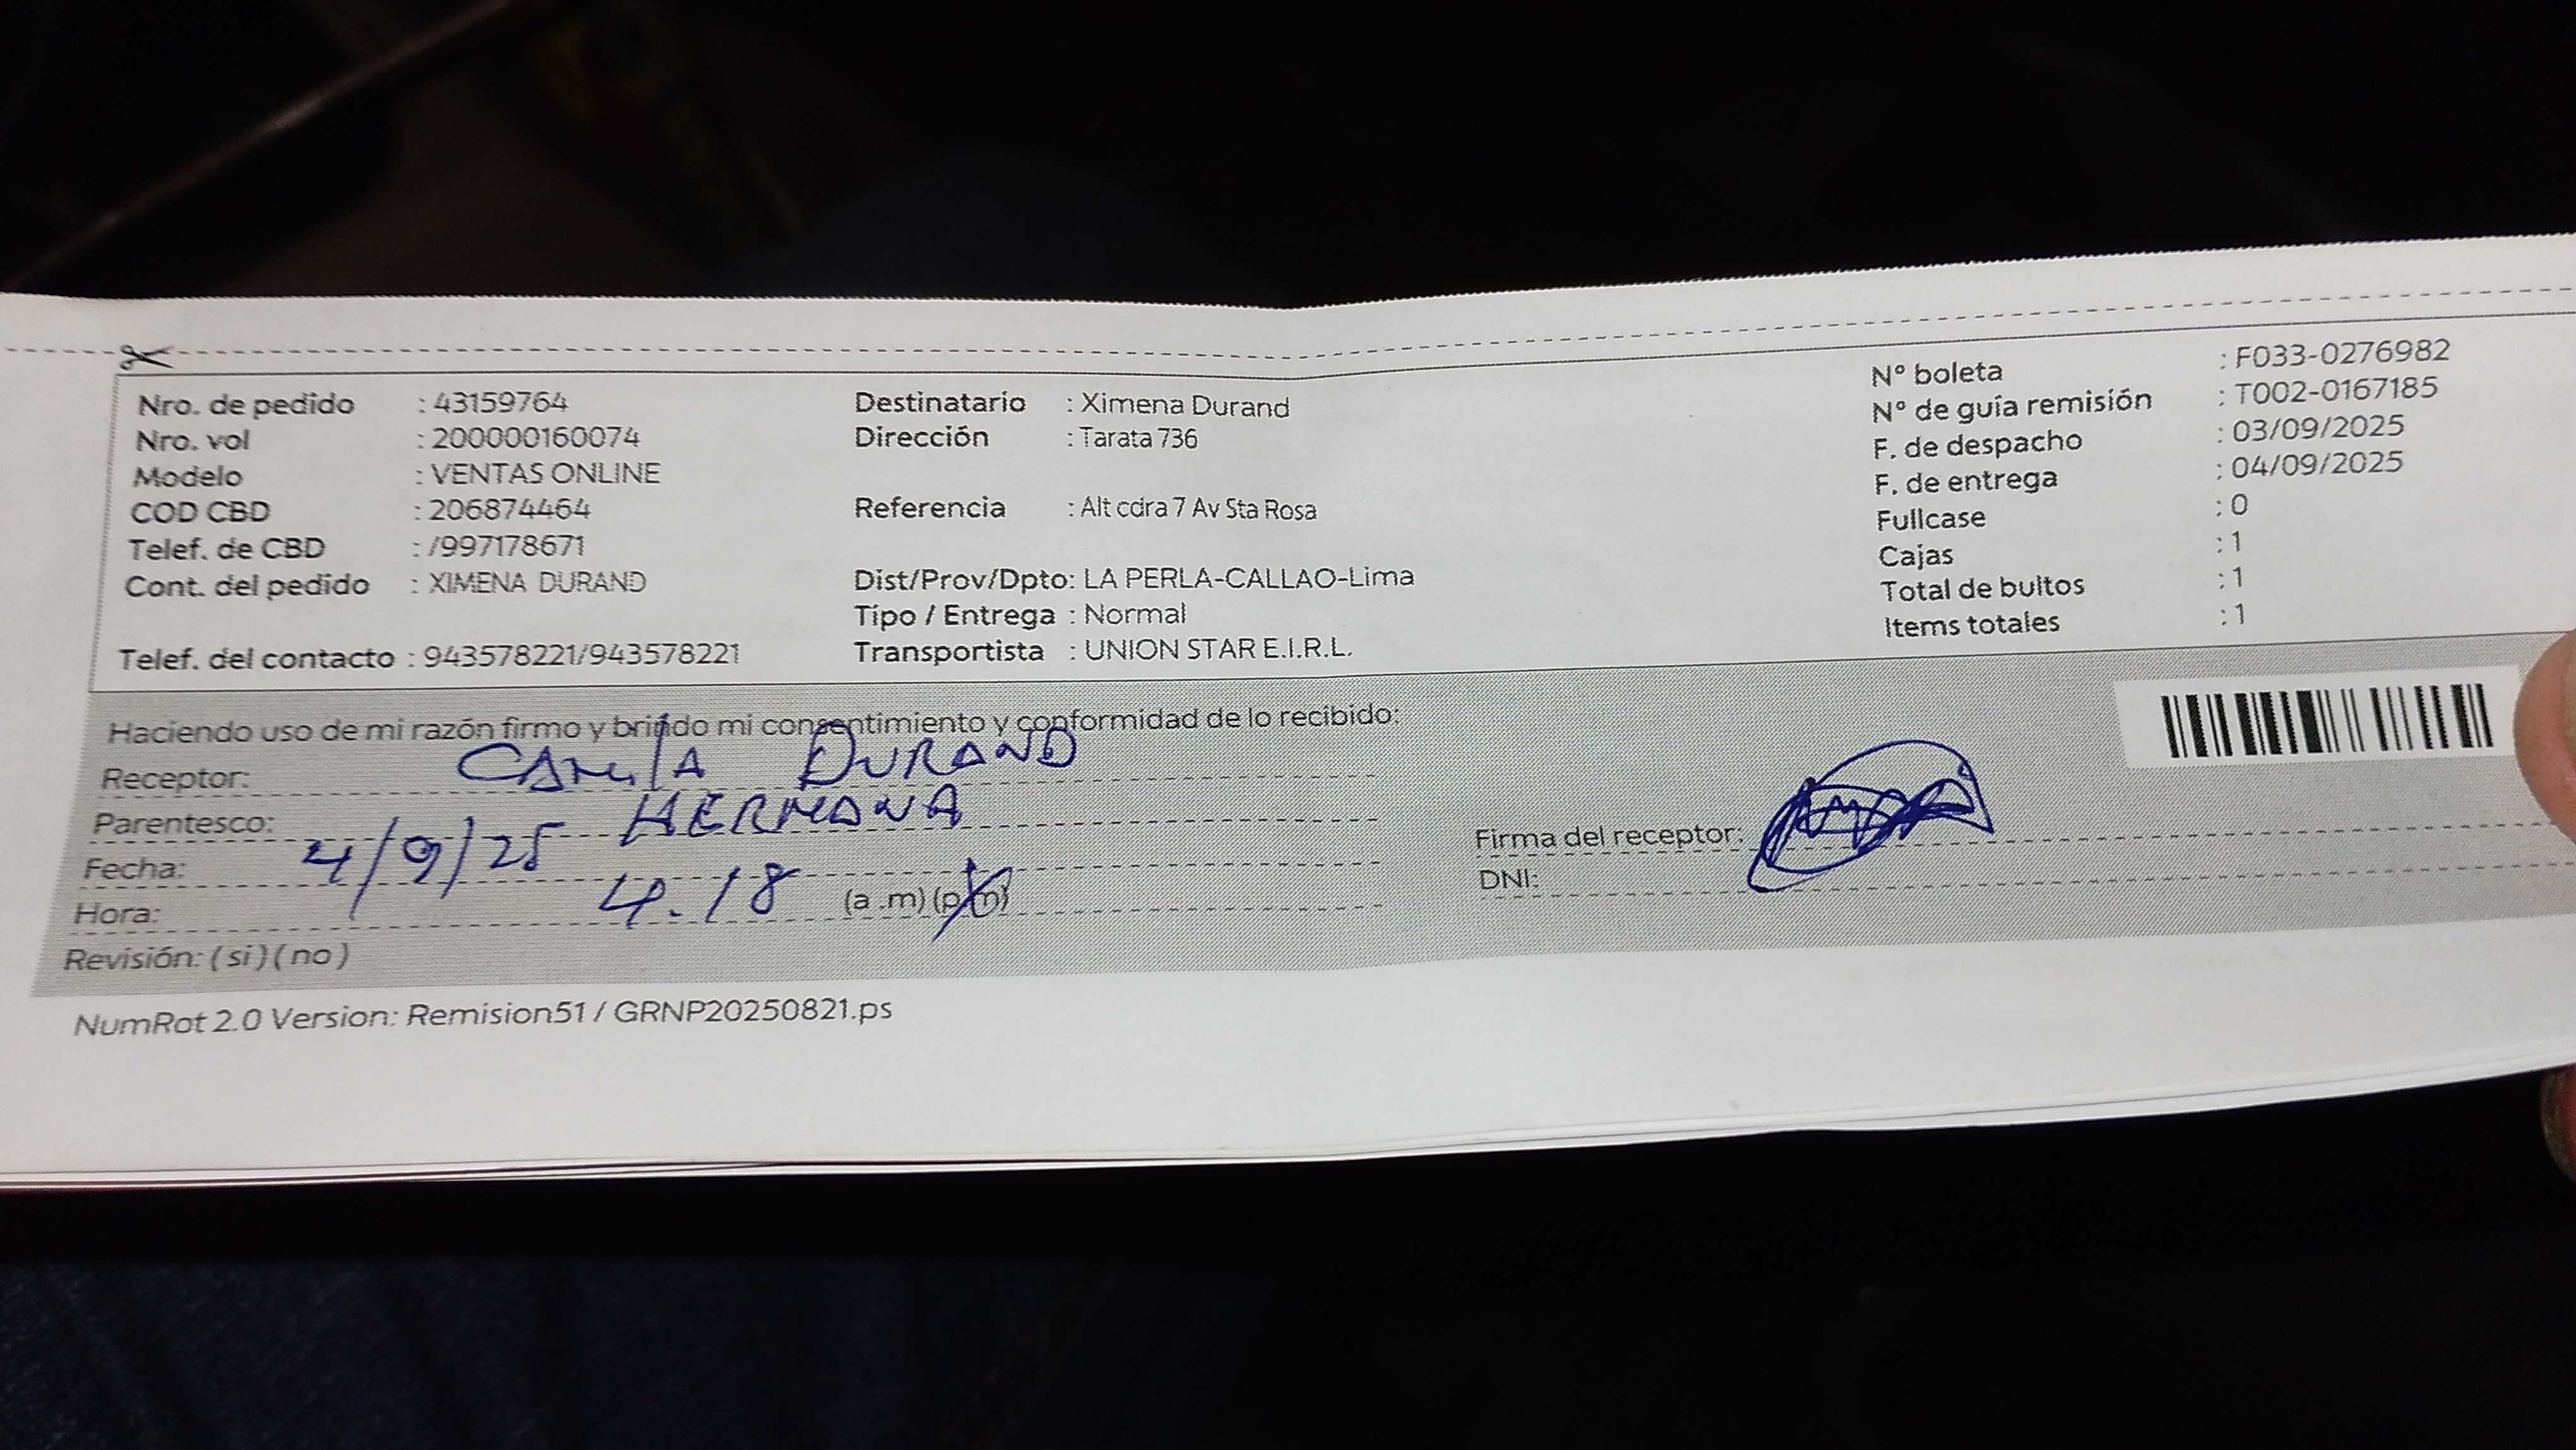 Nro. de pedido : 43159764
Nro. vol : 200000160074
Modelo : VENTAS ONLINE
COD CBD : 206874464
Telef. de CBD : /997178671
Cont. del pedido : XIMENA DURAND
Telef. del contacto : 943578221/943578221
Destinatario : Ximena Durand
Dirección : Tarata 736
Referencia : Alt cdra 7 Av Sta Rosa
Dist/Prov/Dpto: LA PERLA-CALLAO-Lima
Tipo / Entrega : Normal
Transportista : UNION STAR E.I.R.L.
N° boleta : F033-0276982
N° de guía remisión : T002-0167185
F. de despacho : 03/09/2025
F. de entrega : 04/09/2025
Fullcase : 0
Cajas : 1
Total de bultos : 1
Items totales : 1
Haciendo uso de mi razón firmo y brindo mi consentimiento y conformidad de lo recibido:
Receptor: CAMILA DURAND
Parentesco: HERMANA
Fecha: 4/9/25
Hora: 4.18 (a .m) (p.m)
Revisión: ( si ) ( no )
Firma del receptor:
DNI:
NumRot 2.0 Version: Remision51 / GRNP20250821.ps